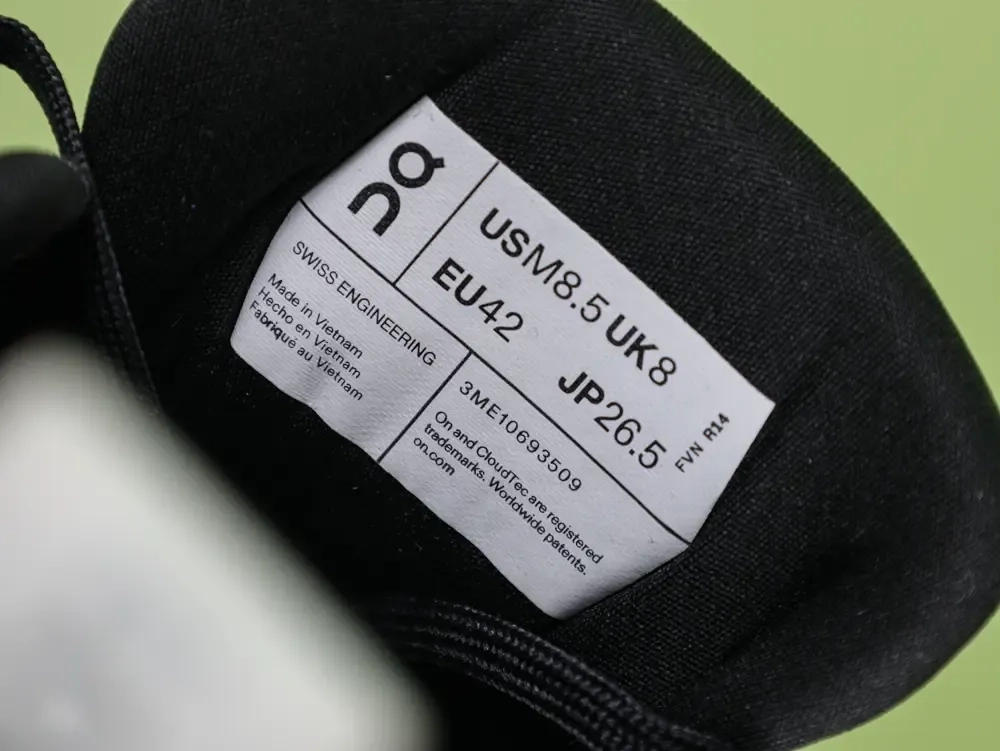 On
USM8.5 UK8
EU42 JP26.5
FVN R14
SWISS ENGINEERING
Made in Vietnam
Hecho en Vietnam
Fabriqué au Vietnam
3ME10693509
On and CloudTec are registered
trademarks. Worldwide patents.
on.com